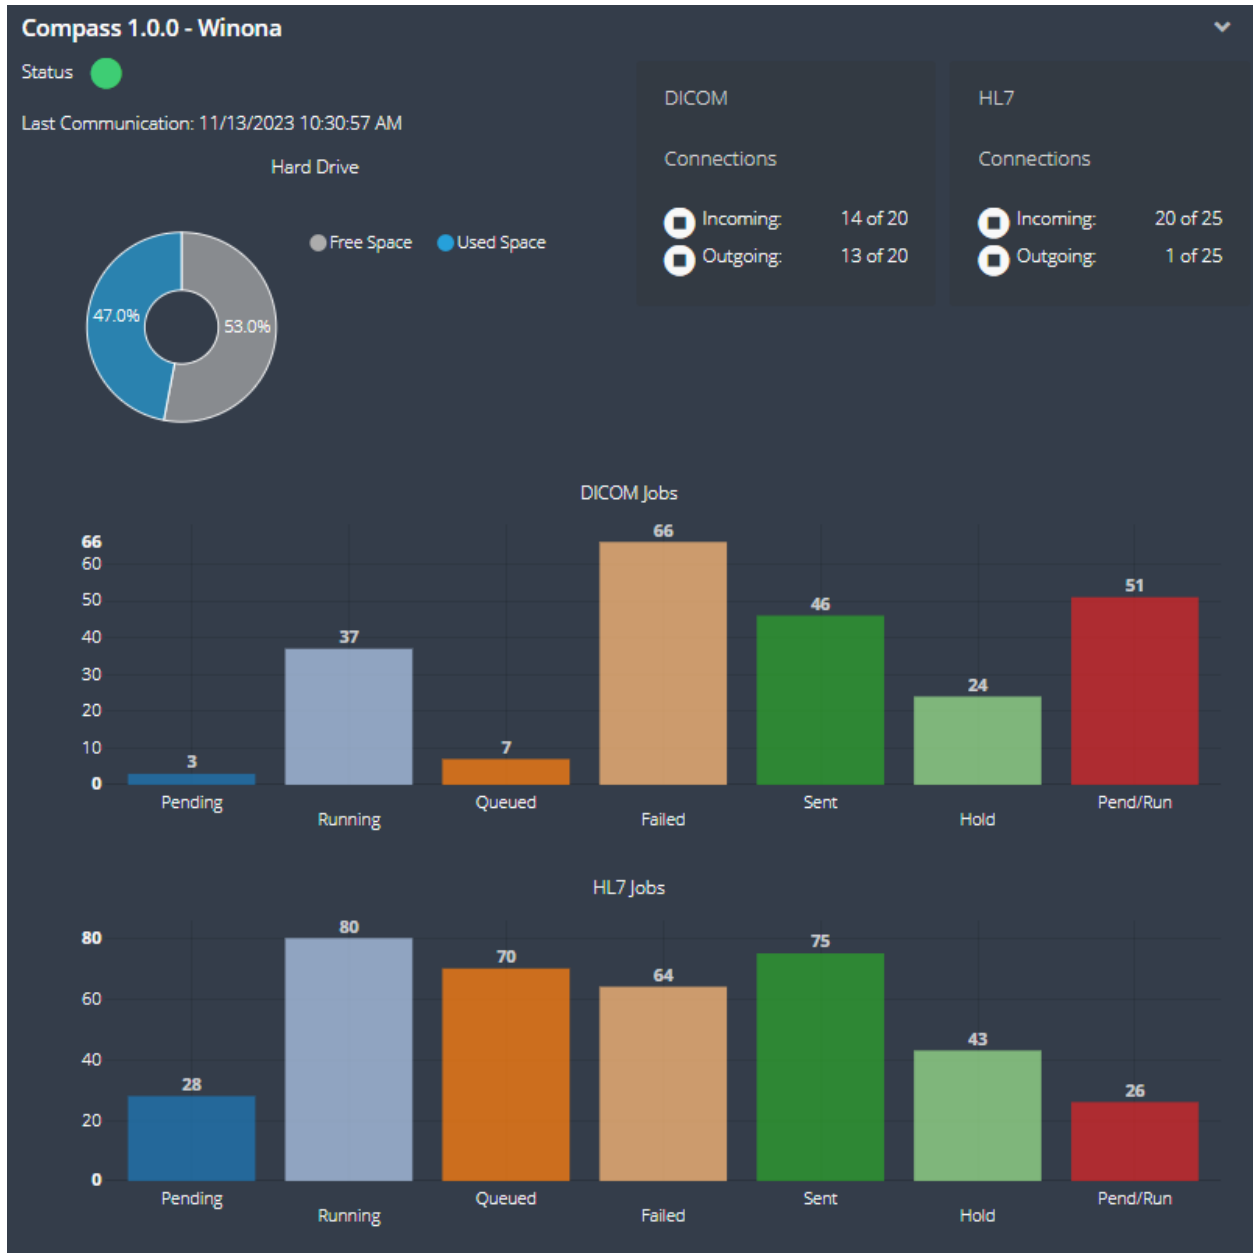 Compass 1.0.0 - Winona
Status
Last Communication: 11/13/2023 10:30:57 AM
Hard Drive
Free Space Used Space
47.0%
53.0%
DICOM
Connections
Incoming: 14 of 20
Outgoing: 13 of 20
HL7
Connections
Incoming: 20 of 25
Outgoing: 1 of 25
DICOM Jobs
66
60
50
40
30
20
10
0
3
37
7
66
46
24
51
Pending
Running
Queued
Failed
Sent
Hold
Pend/Run
HL7 Jobs
80
60
40
20
0
28
80
70
64
75
43
26
Pending
Running
Queued
Failed
Sent
Hold
Pend/Run